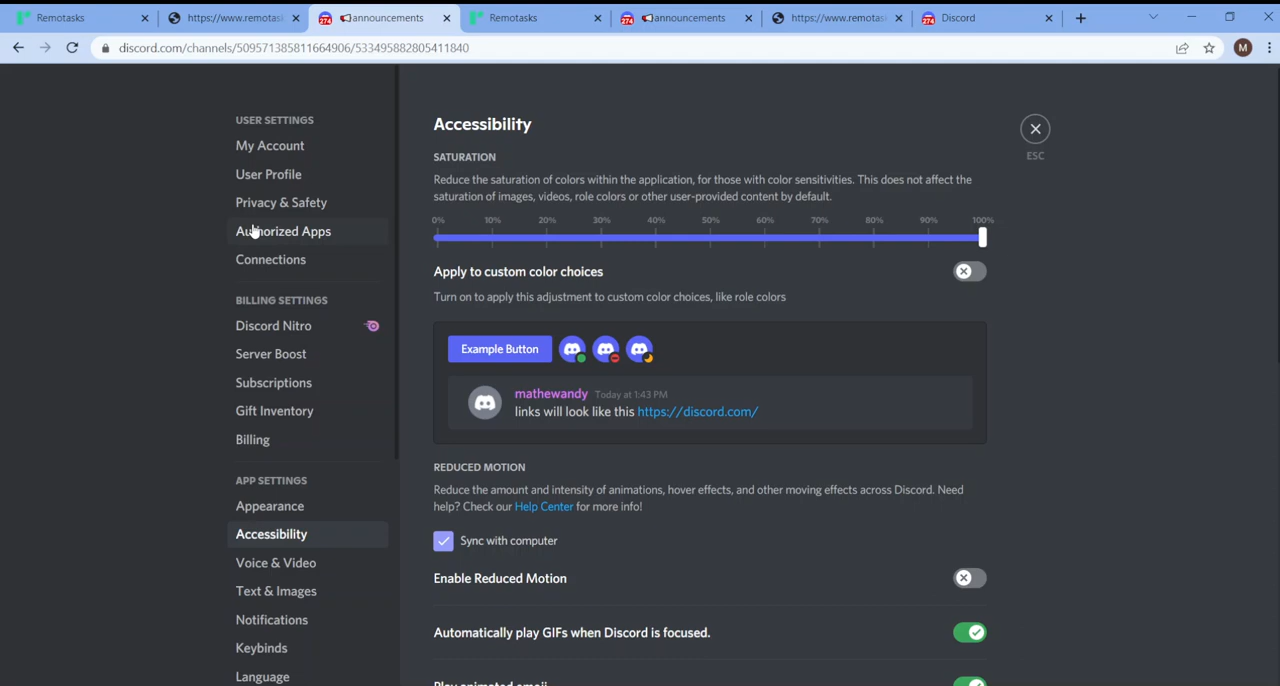 Remotasks
https://www.remotas
274
announcements
Remotasks
274
announcements
https://www.remotas
274
Discord
discord.com/channels/509571385811664906/533495882805411840
M
USER SETTINGS
My Account
User Profile
Privacy & Safety
Authorized Apps
Connections
BILLING SETTINGS
Discord Nitro
Server Boost
Subscriptions
Gift Inventory
Billing
APP SETTINGS
Appearance
Accessibility
Voice & Video
Text & Images
Notifications
Keybinds
Language
Accessibility
ESC
SATURATION
Reduce the saturation of colors within the application, for those with color sensitivities. This does not affect the
saturation of images, videos, role colors or other user-provided content by default.
0% 10% 20% 30% 40% 50% 60% 70% 80% 90% 100%
Apply to custom color choices
Turn on to apply this adjustment to custom color choices, like role colors
Example Button
mathewandy Today at 1:43 PM
links will look like this https://discord.com/
REDUCED MOTION
Reduce the amount and intensity of animations, hover effects, and other moving effects across Discord. Need
help? Check our Help Center for more info!
Sync with computer
Enable Reduced Motion
Automatically play GIFs when Discord is focused.
Play animated emoji